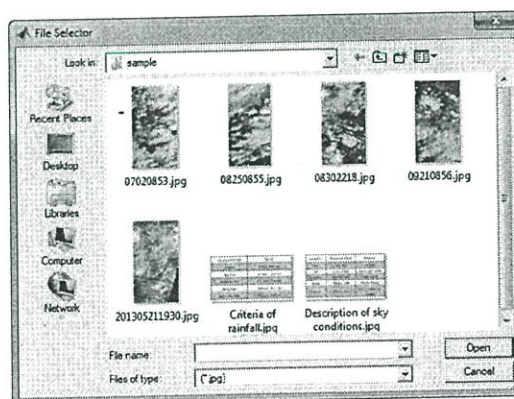 File Selector
Look in: sample
Recent Places
Desktop
Libraries
Computer
Network
07020853.jpg
08250855.jpg
08302218.jpg
09210856.jpg
201305211930.jpg
Criteria of
rainfall.jpg
Description of sky
conditions.jpg
File name:
Open
Files of type: (*.jpg)
Cancel